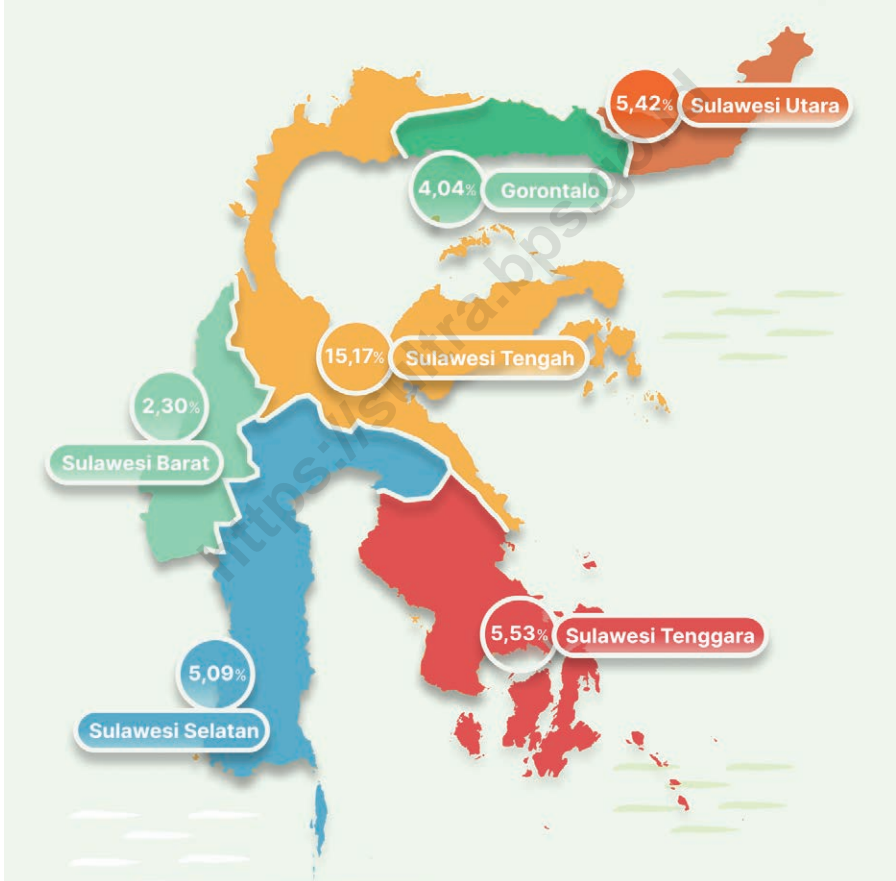 5,42%
Sulawesi Utara
4,04%
Gorontalo
15,17%
Sulawesi Tengah
2,30%
Sulawesi Barat
5,53%
Sulawesi Tenggara
5,09%
Sulawesi Selatan
https://sultra.bps.go.id